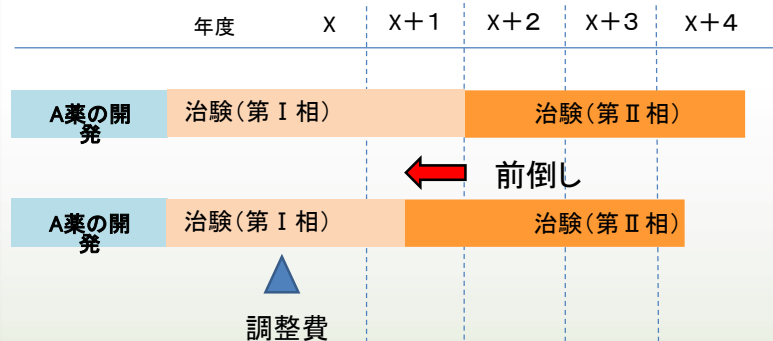 年度 X X+1 X+2 X+3 X+4
A薬の開
発
治験(第Ⅰ相) 治験(第Ⅱ相)
前倒し
A薬の開
発
治験(第Ⅰ相) 治験(第Ⅱ相)
調整費